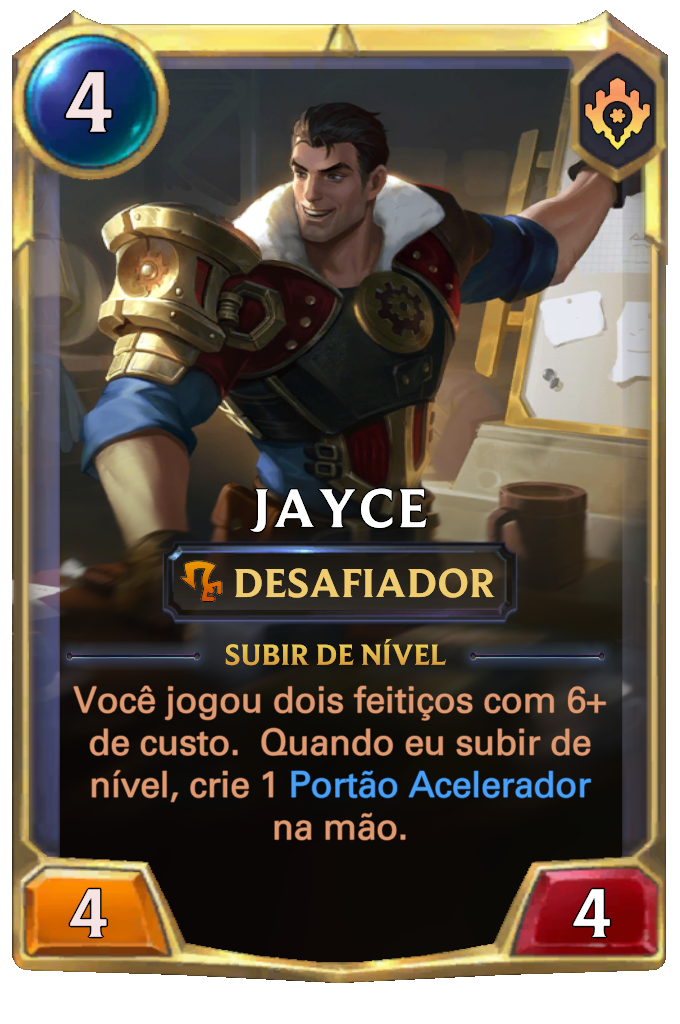 4
JAYCE
DESAFIADOR
SUBIR DE NÍVEL
Você jogou dois feitiços com 6+
de custo.  Quando eu subir de
nível, crie 1 Portão Acelerador
na mão.
4
4